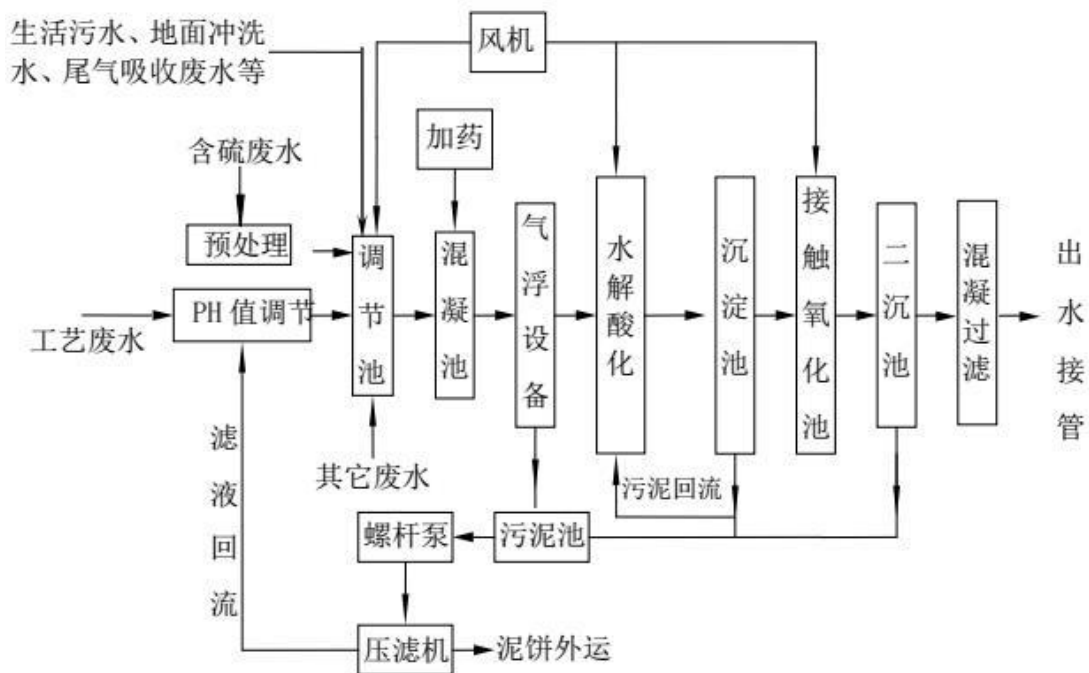 生活污水、地面冲洗
水、尾气吸收废水等
风机
加药
含硫废水
预处理
PH 值调节
工艺废水
调节池
混凝池
气浮设备
水解酸化
沉淀池
接触氧化池
二沉池
混凝过滤
出水接管
其它废水
滤液回流
污泥回流
螺杆泵
污泥池
压滤机
泥饼外运